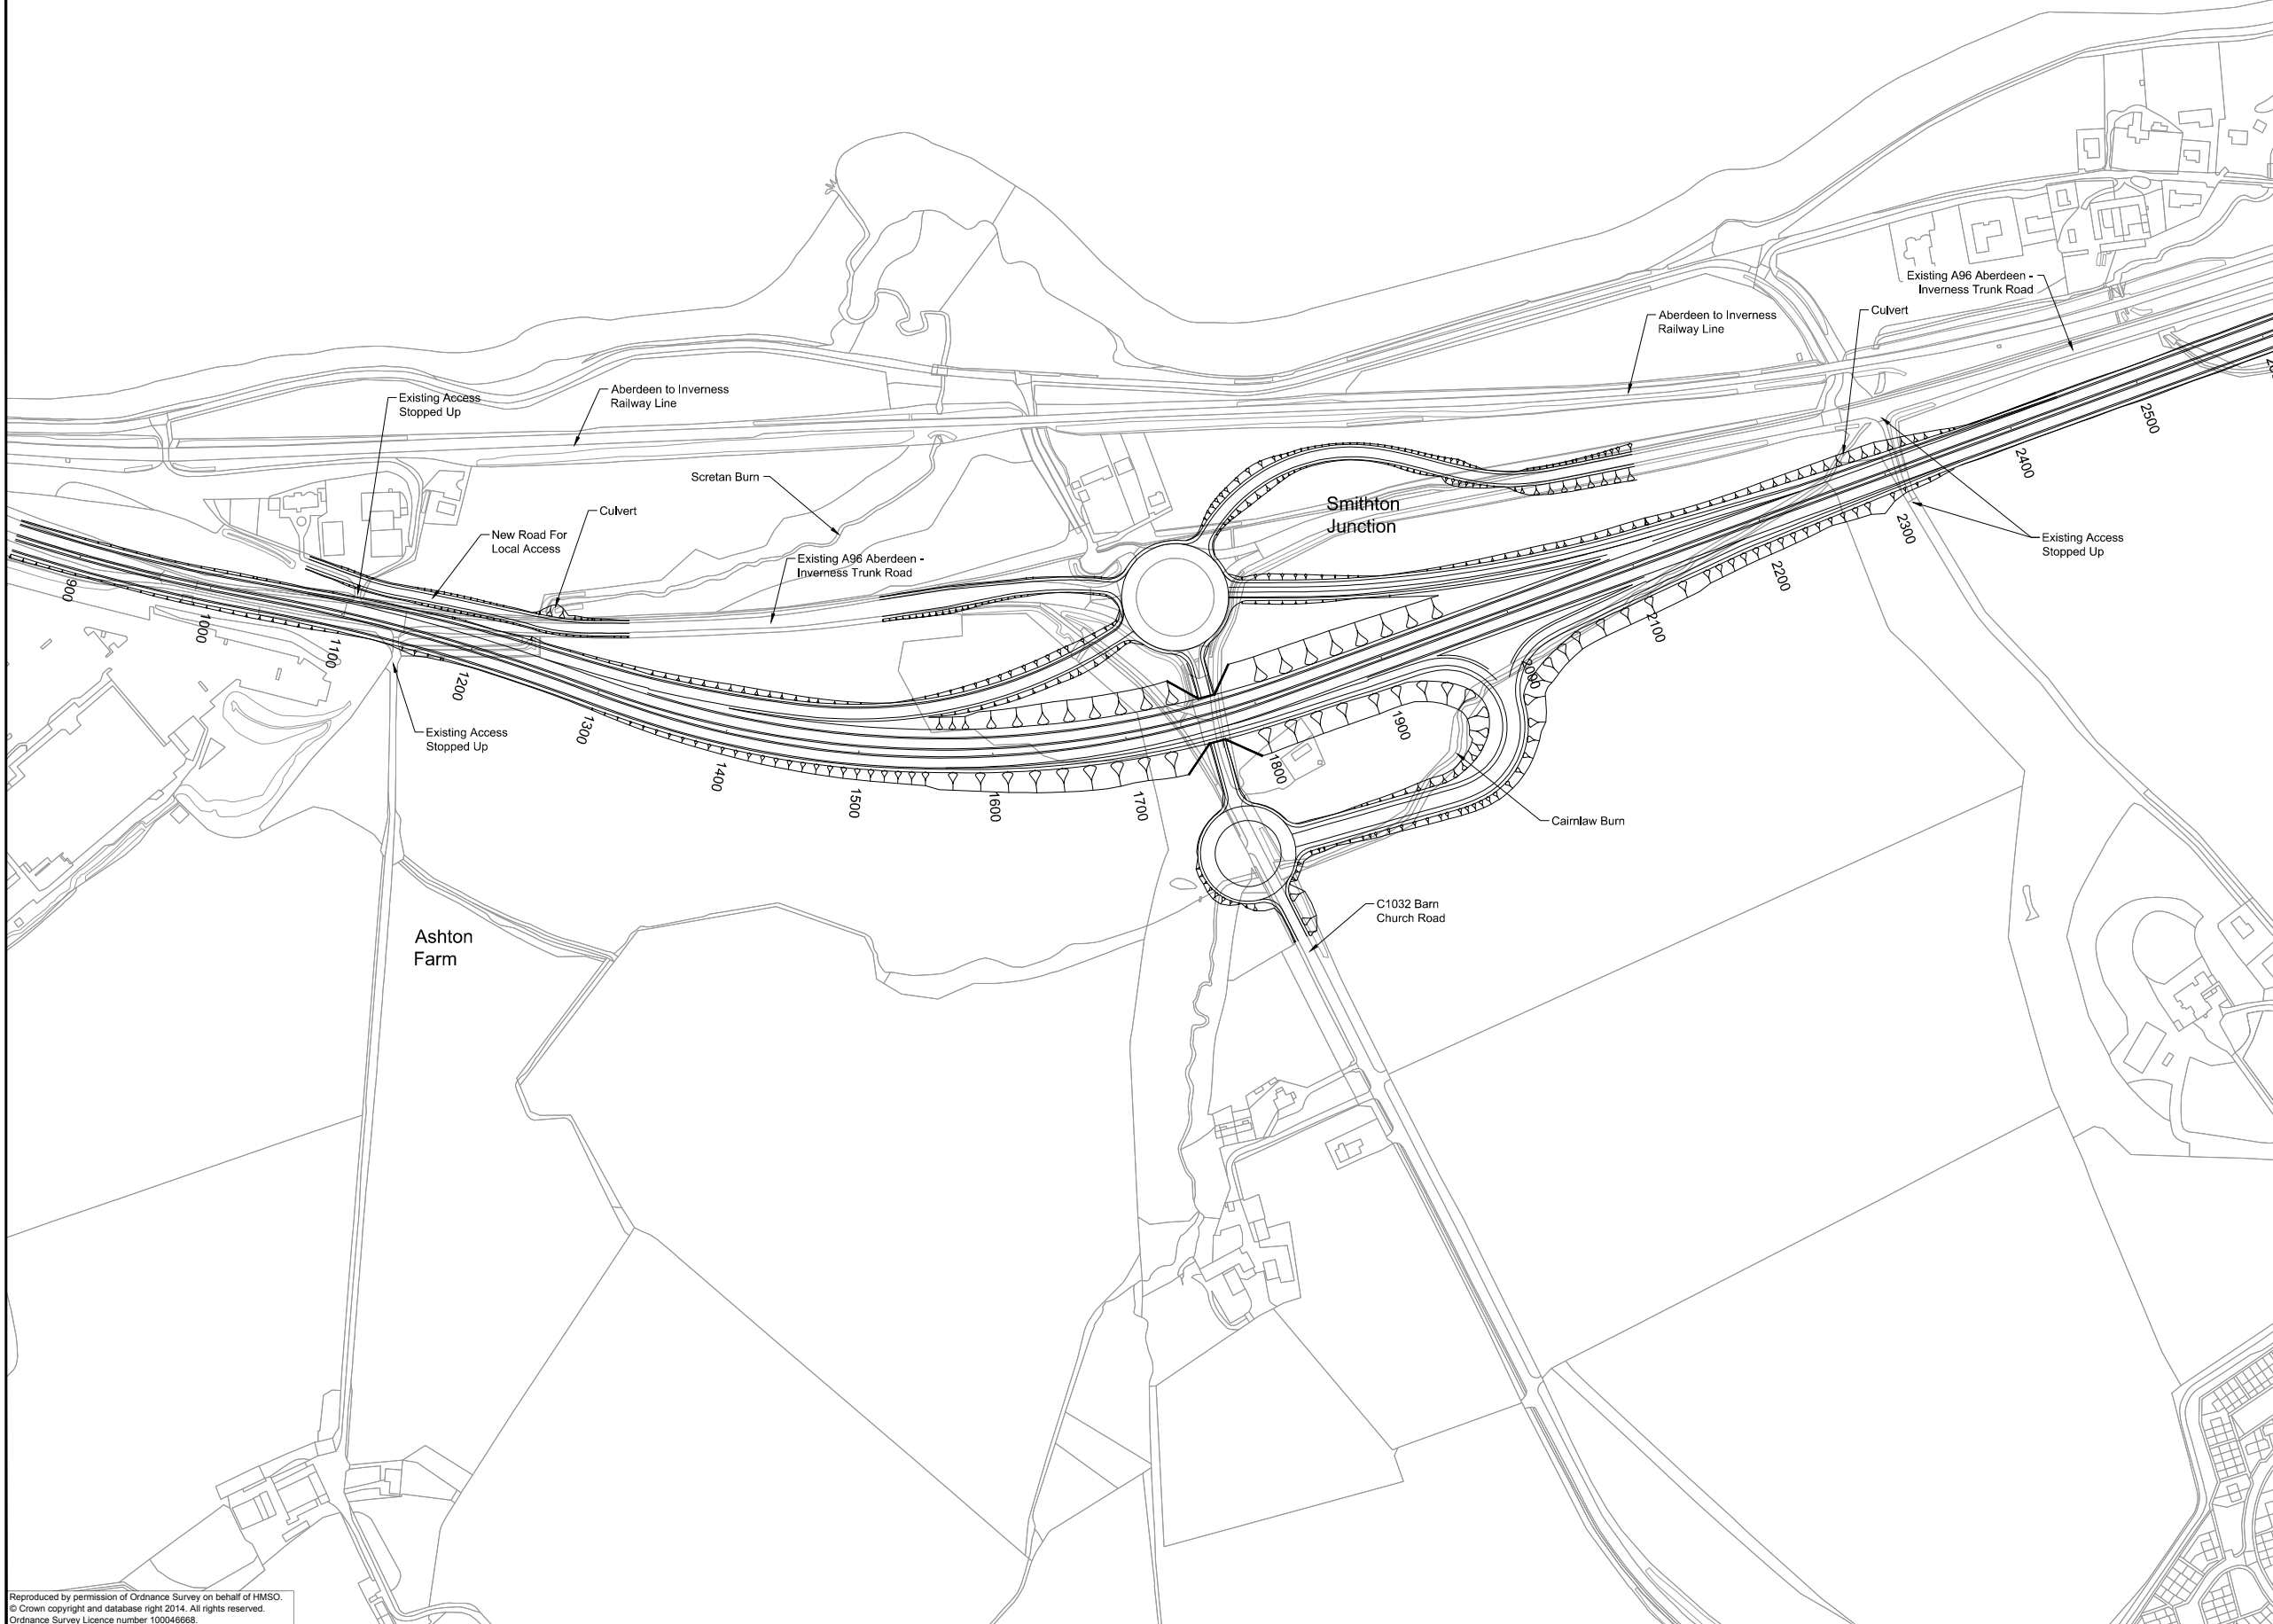 Existing A96 Aberdeen -
Inverness Trunk Road
Culvert
Aberdeen to Inverness
Railway Line
Aberdeen to Inverness
Railway Line
Existing Access
Stopped Up
Scretan Burn
Culvert
New Road For
Local Access
Existing A96 Aberdeen -
Inverness Trunk Road
Smithton
Junction
Existing Access
Stopped Up
Existing Access
Stopped Up
900
1000
1100
1200
1300
1400
1500
1600
1700
1800
1900
2000
2100
2200
2300
2400
2500
Cairnlaw Burn
C1032 Barn
Church Road
Ashton
Farm
Reproduced by permission of Ordnance Survey on behalf of HMSO.
© Crown copyright and database right 2014. All rights reserved.
Ordnance Survey Licence number 100046668.